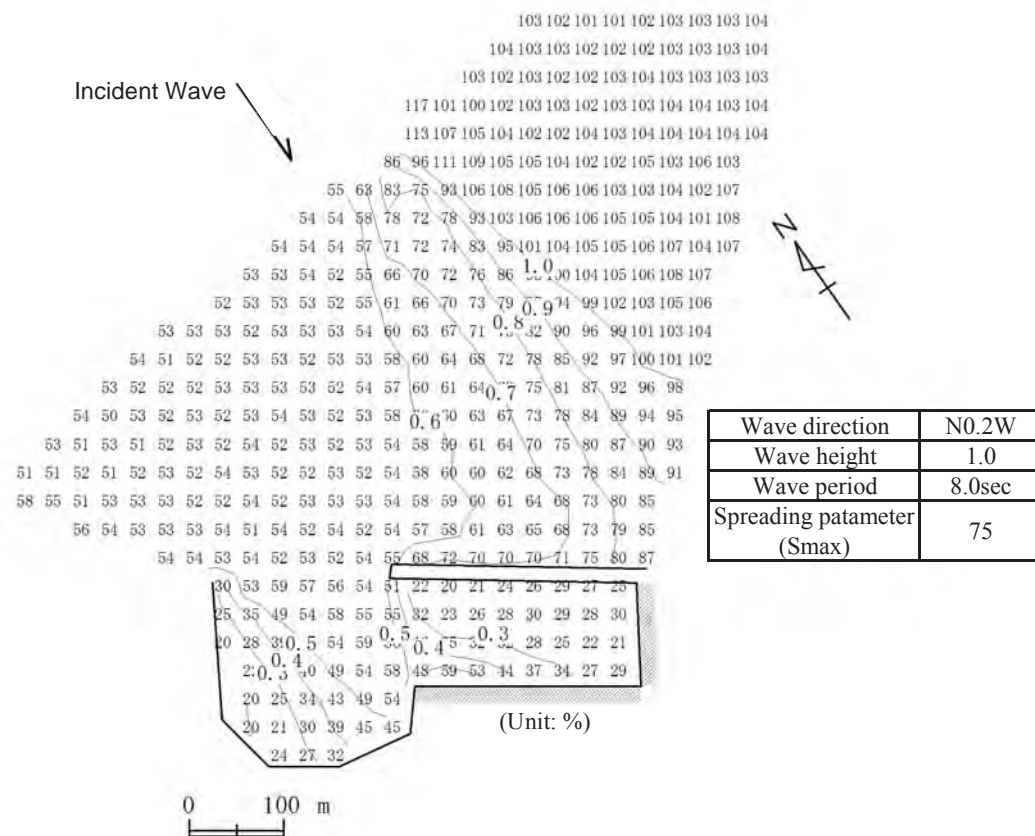 103 102 101 101 102 103 103 103 104
104 103 103 102 102 102 103 103 103 104
103 102 103 102 102 103 104 103 103 103 103
Incident Wave
117 101 100 102 103 103 102 103 103 104 104 103 104
113 107 105 104 102 102 104 103 104 104 104 104 104
86 96 111 109 105 105 104 102 102 105 103 106 103
55 63 83 75 93 106 108 105 106 106 103 103 104 102 107
54 54 58 78 72 78 93 103 106 106 106 105 105 104 101 108
N
54 54 54 57 71 72 74 83 95 101 104 105 105 106 107 104 107
53 53 54 52 55 66 70 72 76 86 1.0 104 105 106 108 107
52 53 53 53 52 55 61 66 70 73 79 0.9 99 102 103 105 106
53 53 53 52 53 53 53 54 60 63 67 71 0.8 90 96 99 101 103 104
54 51 52 52 53 53 52 53 53 58 60 64 68 72 78 85 92 97 100 101 102
53 52 52 52 53 53 53 53 52 54 57 60 61 64 0.7 75 81 87 92 96 98
54 50 53 52 53 54 53 52 53 58 0.6 63 67 73 78 84 89 94 95
53 51 53 51 52 53 54 52 53 52 53 54 58 59 61 64 70 75 80 87 90 93
51 51 52 51 52 53 54 53 52 52 53 52 54 58 60 60 62 68 73 78 84 89 91
58 55 51 53 53 53 52 52 54 52 53 53 53 54 58 59 60 61 64 68 73 80 85
56 54 53 53 53 54 51 54 52 54 52 54 57 58 61 63 65 68 73 79 85
54 54 53 54 52 53 52 54 55 68 72 70 70 70 71 75 80 87
Wave direction N0.2W
Wave height 1.0
Wave period 8.0sec
Spreading patameter
(Smax) 75
30 53 59 57 56 54 51 22 20 21 24 26 29 27 25
25 35 49 54 58 55 55 32 23 26 28 30 29 28 30
20 28 0.5 54 59 0.5 0.4 0.3 28 25 22 21
0.4 0.3 49 54 58 48 59 53 44 37 34 27 29
20 25 34 43 49 54
20 21 30 39 45 45
24 27 32
(Unit: %)
0 100 m